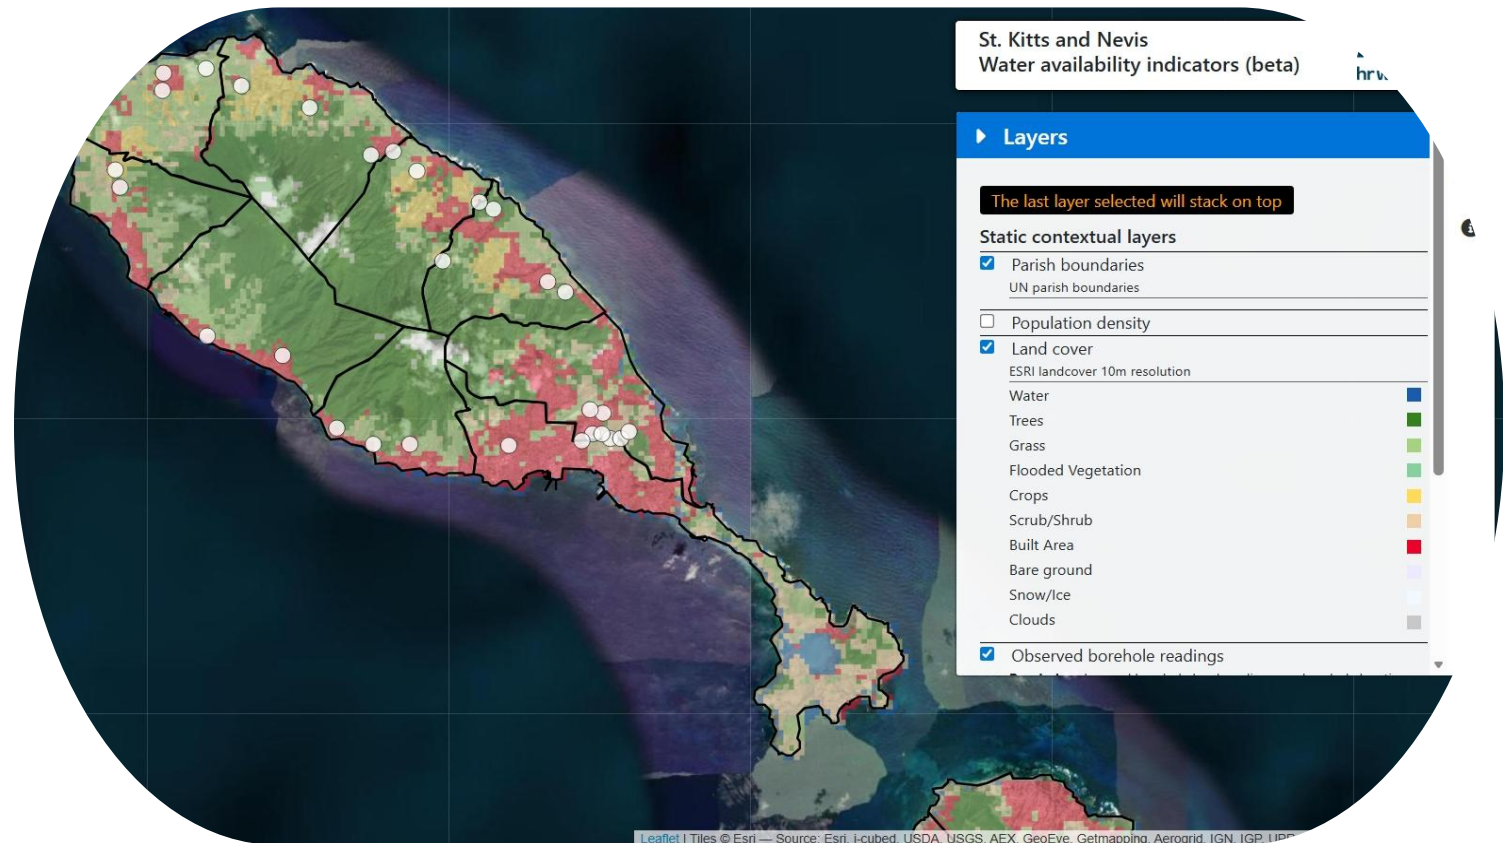 St. Kitts and Nevis
Water availability indicators (beta)
Layers
The last layer selected will stack on top
Static contextual layers
Parish boundaries
UN parish boundaries
Population density
Land cover
ESRI landcover 10m resolution
Water
Trees
Grass
Flooded Vegetation
Crops
Scrub/Shrub
Built Area
Bare ground
Snow/Ice
Clouds
Observed borehole readings
Leaflet | Tiles © Esri — Source: Esri, i-cubed, USDA, USGS, AEX, GeoEye, Getmapping, Aerogrid, IGN, IGP,